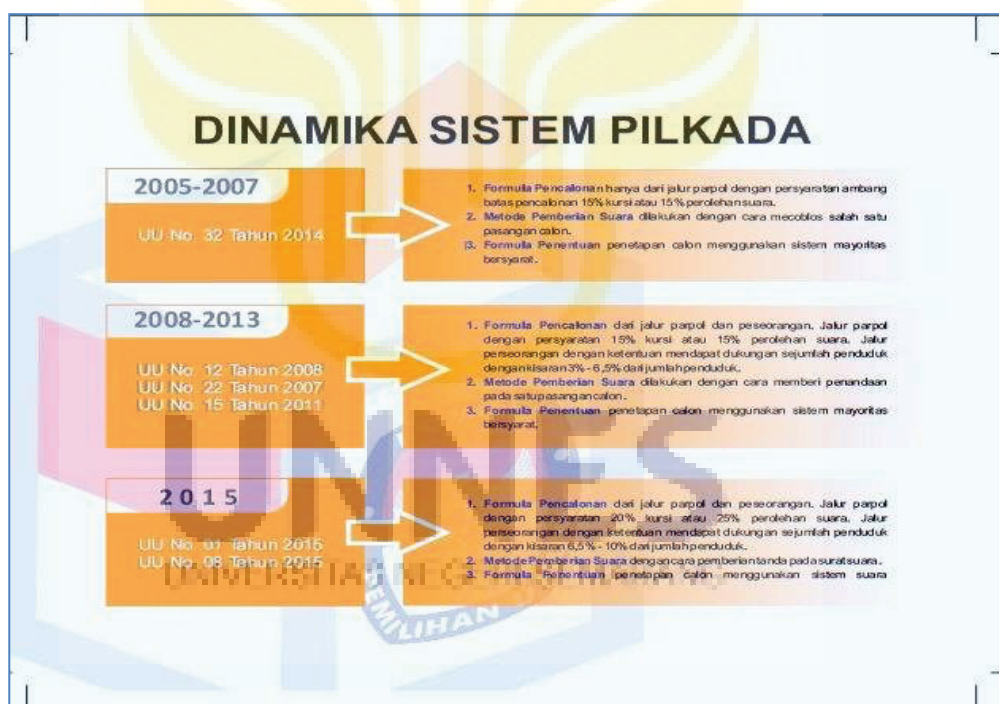 DINAMIKA SISTEM PILKADA
2005-2007
UU No. 32 Tahun 2014
1. Formula Pencalonan hanya dari jalur parpol dengan persyaratan ambang
batas pencalonan 15% kursi atau 15% perolehan suara.
2. Metode Pemberian Suara dilakukan dengan cara mecoblos salah satu
pasangan calon.
3. Formula Penentuan penetapan calon menggunakan sistem mayoritas
bersyarat.
2008-2013
UU No. 12 Tahun 2008
UU No. 22 Tahun 2007
UU No. 15 Tahun 2011
1. Formula Pencalonan dari jalur parpol dan peseorangan. Jalur parpol
dengan persyaratan 15% kursi atau 15% perolehan suara. Jalur
perseorangan dengan ketentuan mendapat dukungan sejumlah penduduk
dengan kisaran 3% - 6,5% dari jumlah penduduk.
2. Metode Pemberian Suara dilakukan dengan cara memberi penandaan
pada satu pasangan calon.
3. Formula Penentuan penetapan calon menggunakan sistem mayoritas
bersyarat.
2015
UU No. 01 Tahun 2015
UU No. 08 Tahun 2015
1. Formula Pencalonan dari jalur parpol dan peseorangan. Jalur parpol
dengan persyaratan 20% kursi atau 25% perolehan suara. Jalur
perseorangan dengan ketentuan mendapat dukungan sejumlah penduduk
dengan kisaran 6,5% - 10% dari jumlah penduduk.
2. Metode Pemberian Suara dengan cara pemberian tanda pada surat suara.
3. Formula Penentuan penetapan calon menggunakan sistem suara
UNNES
UNIVERSITAS NEGERI SEMARANG
PEMILIHAN